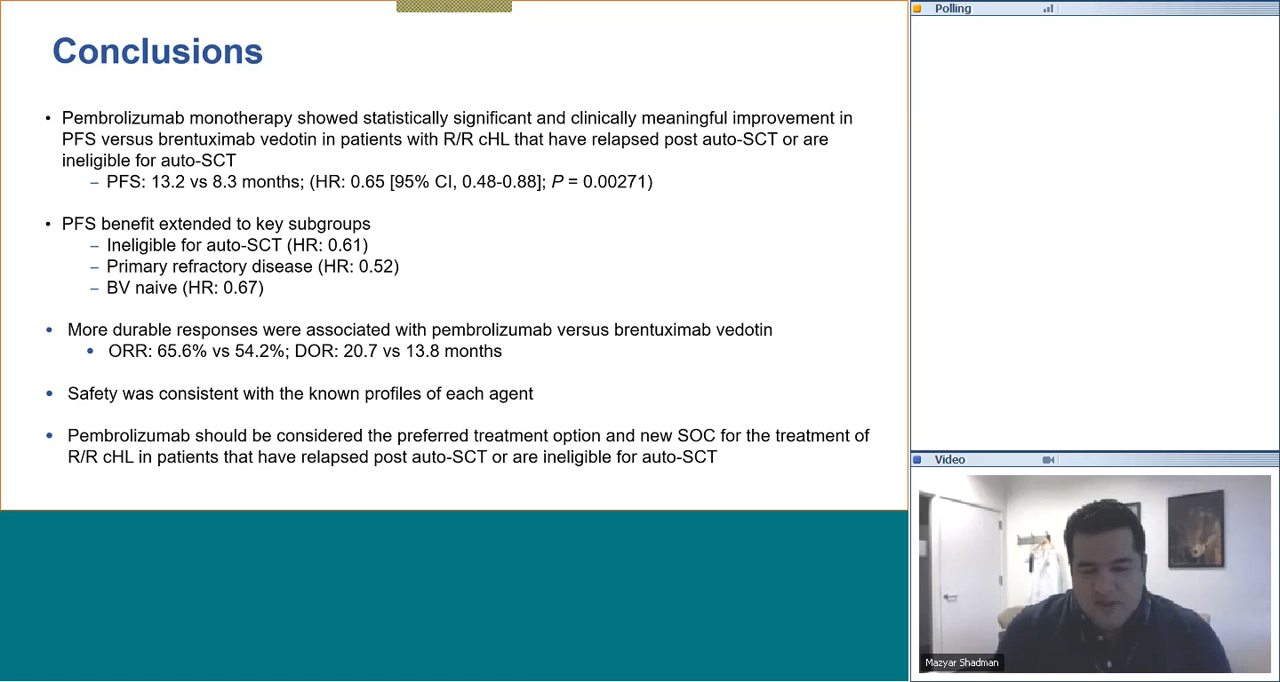 Conclusions
• Pembrolizumab monotherapy showed statistically significant and clinically meaningful improvement in
PFS versus brentuximab vedotin in patients with R/R cHL that have relapsed post auto-SCT or are
ineligible for auto-SCT
– PFS: 13.2 vs 8.3 months; (HR: 0.65 [95% CI, 0.48-0.88]; P = 0.00271)
• PFS benefit extended to key subgroups
– Ineligible for auto-SCT (HR: 0.61)
– Primary refractory disease (HR: 0.52)
– BV naive (HR: 0.67)
• More durable responses were associated with pembrolizumab versus brentuximab vedotin
• ORR: 65.6% vs 54.2%; DOR: 20.7 vs 13.8 months
• Safety was consistent with the known profiles of each agent
• Pembrolizumab should be considered the preferred treatment option and new SOC for the treatment of
R/R cHL in patients that have relapsed post auto-SCT or are ineligible for auto-SCT
Polling
Video
Mazyar Shadman